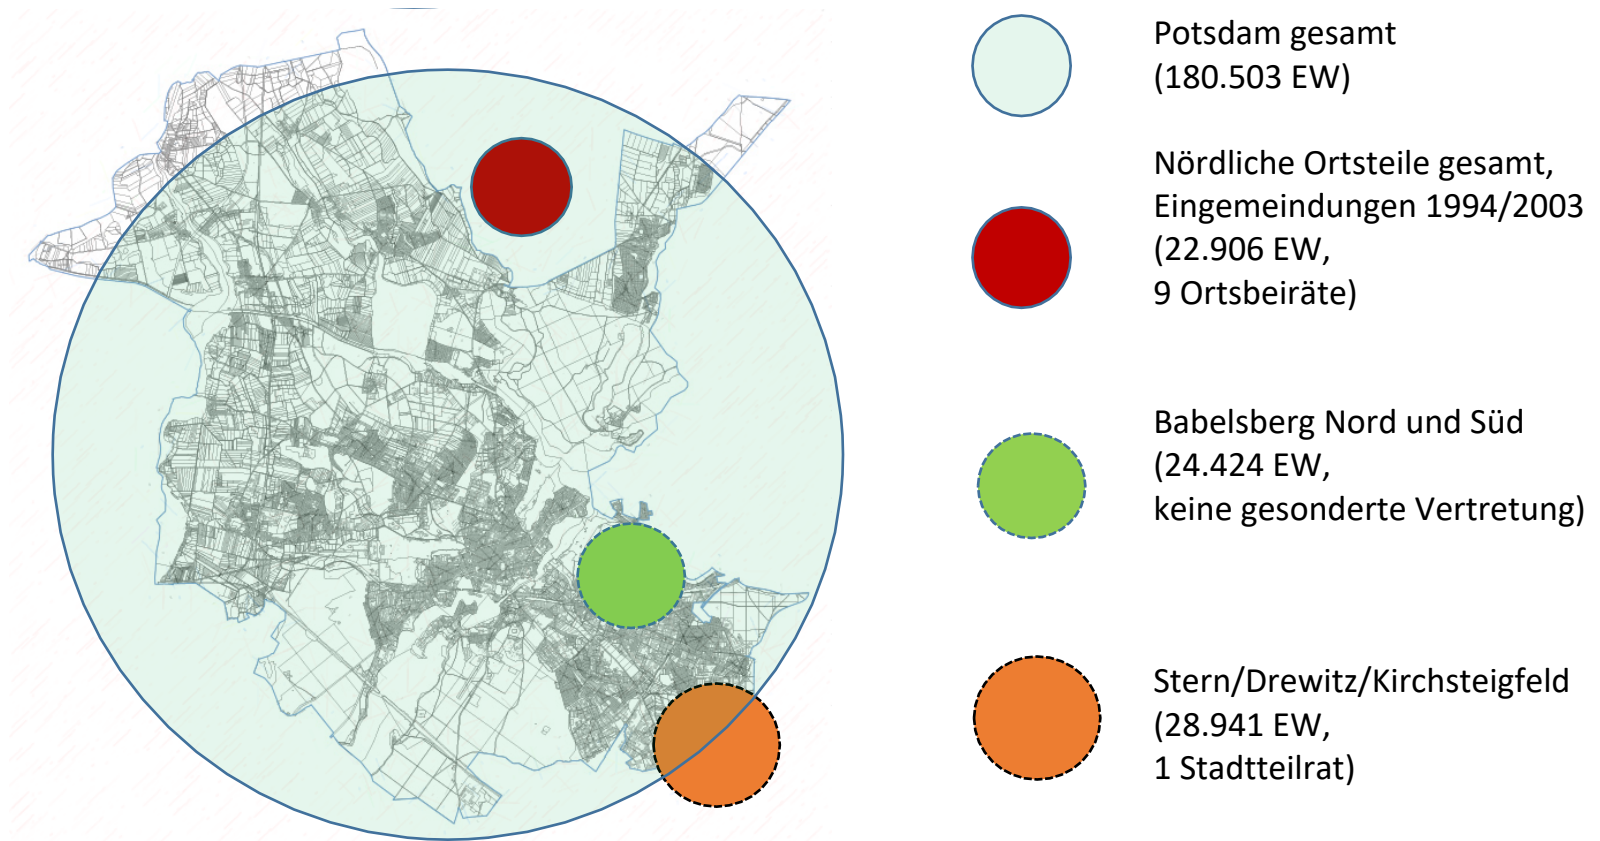 Potsdam gesamt
(180.503 EW)
Nördliche Ortsteile gesamt,
Eingemeindungen 1994/2003
(22.906 EW,
9 Ortsbeiräte)
Babelsberg Nord und Süd
(24.424 EW,
keine gesonderte Vertretung)
Stern/Drewitz/Kirchsteigfeld
(28.941 EW,
1 Stadtteilrat)